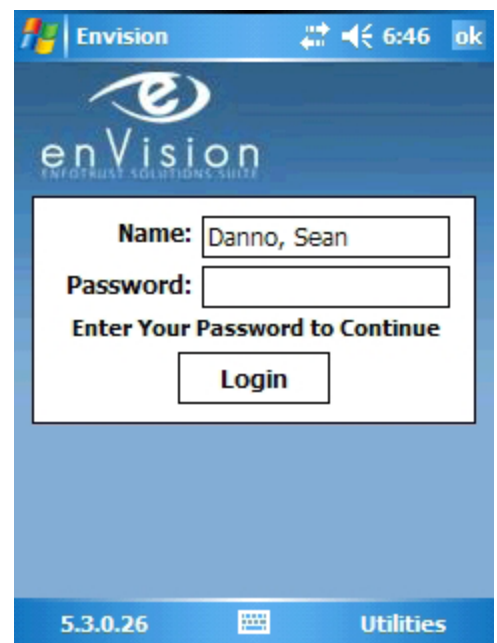 Envision 6:46 ok
enVision
ENFOTRUST SOLUTIONS SUITE
Name: Danno, Sean
Password:
Enter Your Password to Continue
Login
5.3.0.26 Utilities